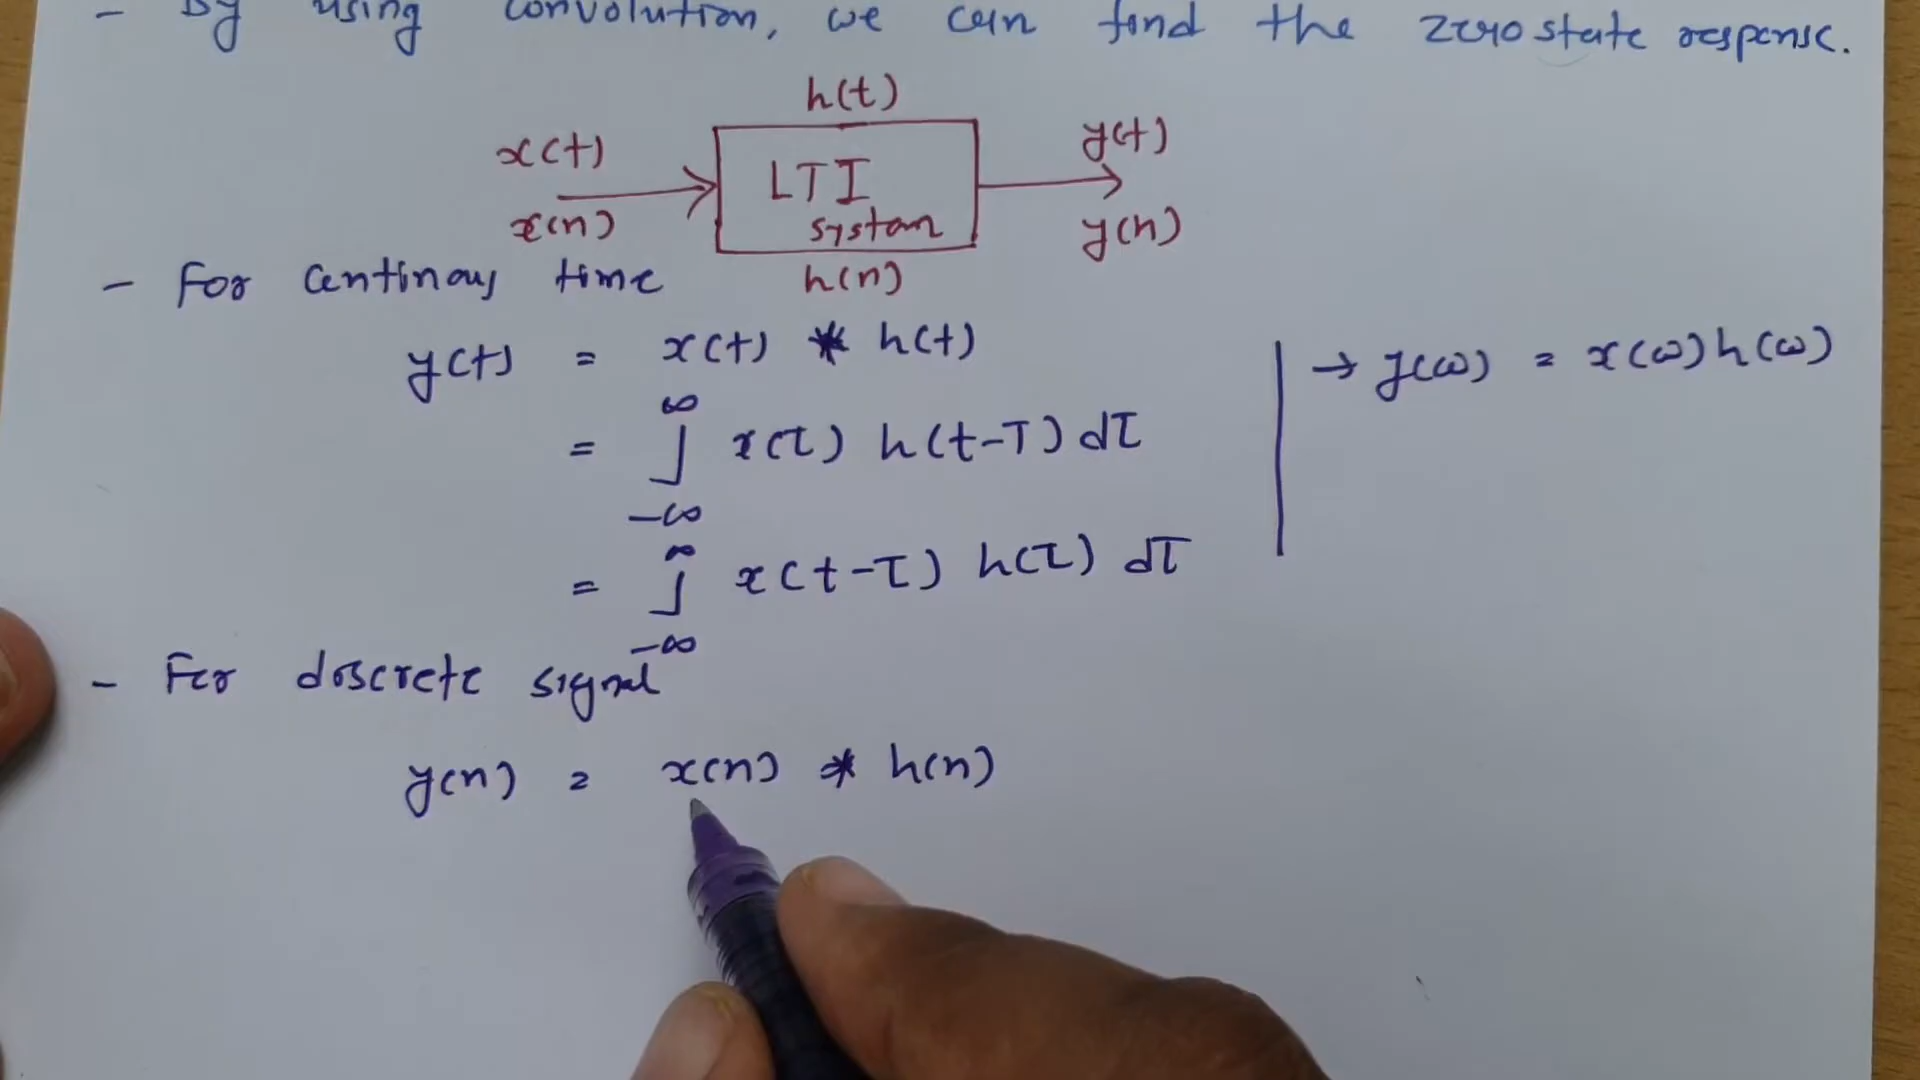 - By using convolution, we can find the zero state response.
h(t)
x(t) y(t)
LTI
x(n) system y(n)
- For continous time h(n)
y(t) = x(t) * h(t) → y(ω) = x(ω) h(ω)
= ∫_{-∞}^{∞} x(τ) h(t-τ) dτ
= ∫_{-∞}^{∞} x(t-τ) h(τ) dτ
- For discrete signal
y(n) = x(n) * h(n)